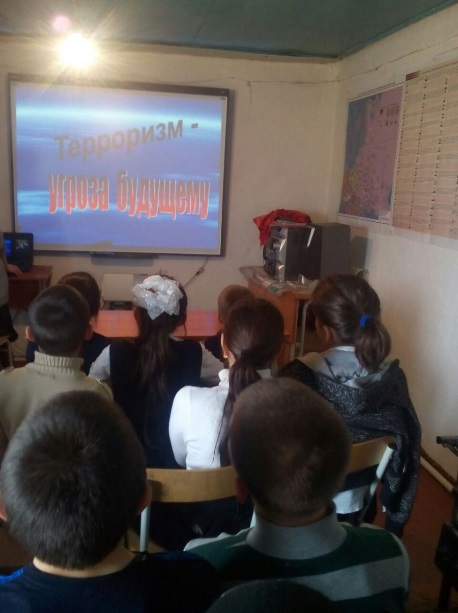 Терроризм -
угроза будущему